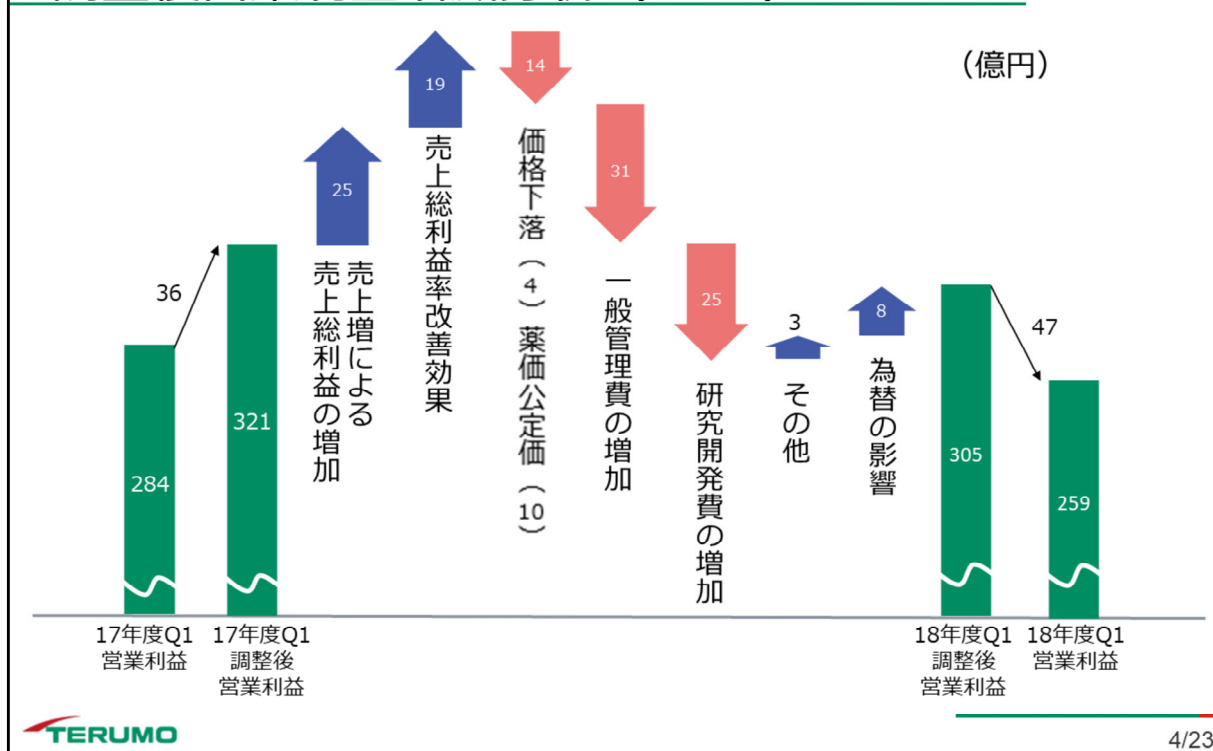 （億円）
36
284
321
25
売上増による
売上総利益の増加
19
売上総利益率改善効果
14
価格下落（4）薬価公定価（10）
31
一般管理費の増加
25
研究開発費の増加
3
その他
8
為替の影響
305
47
259
17年度Q1
営業利益
17年度Q1
調整後
営業利益
18年度Q1
調整後
営業利益
18年度Q1
営業利益
TERUMO
4/23